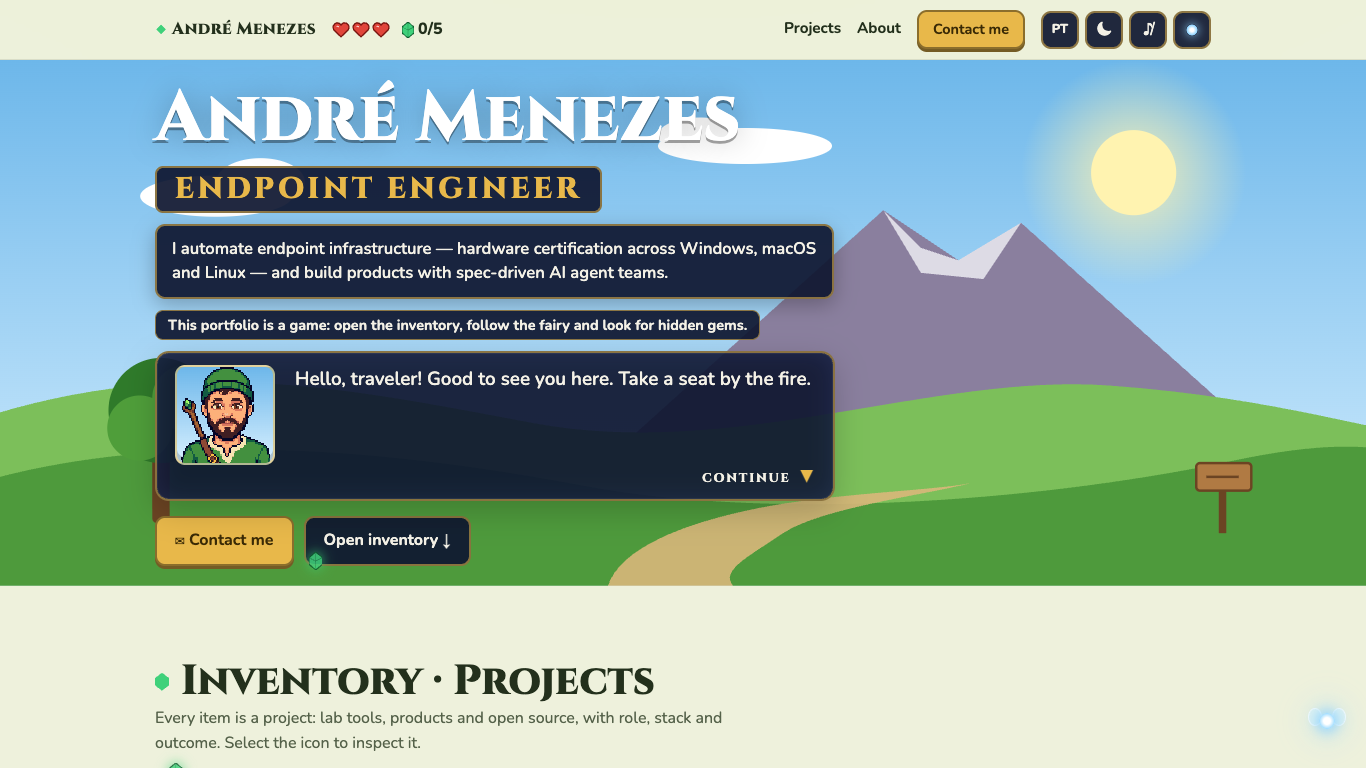 André Menezes
0/5
Projects
About
Contact me
PT
André Menezes
ENDPOINT ENGINEER
I automate endpoint infrastructure — hardware certification across Windows, macOS
and Linux — and build products with spec-driven AI agent teams.
This portfolio is a game: open the inventory, follow the fairy and look for hidden gems.
Hello, traveler! Good to see you here. Take a seat by the fire.
CONTINUE ▼
✉ Contact me
Open inventory ↓
Inventory · Projects
Every item is a project: lab tools, products and open source, with role, stack and
outcome. Select the icon to inspect it.